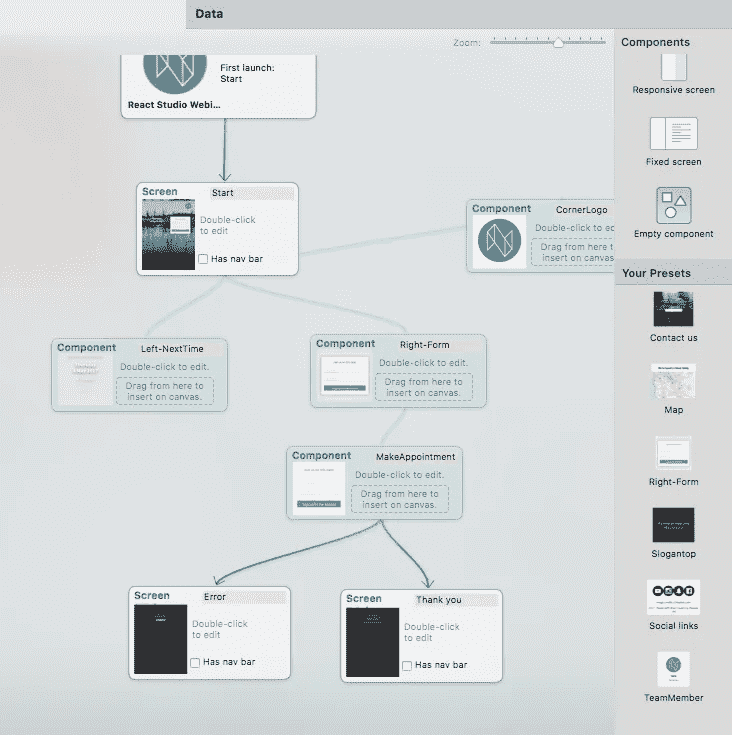 Data
Zoom:
First launch:
Start
React Studio Webi...
Screen
Start
Double-click
to edit
Has nav bar
Component
CornerLogo
Double-click to ec
Drag from here to
insert on canvas.
Component
Left-NextTime
Double-click to edit.
Drag from here to
insert on canvas.
Component
Right-Form
Double-click to edit.
Drag from here to
insert on canvas.
Component
MakeAppointment
Double-click to edit.
Drag from here to
insert on canvas.
Screen
Error
Double-click
to edit
Has nav bar
Screen
Thank you
Double-click
to edit
Has nav bar
Components
Responsive screen
Fixed screen
Empty component
Your Presets
Contact us
Map
Right-Form
Slogantop
Social links
TeamMember